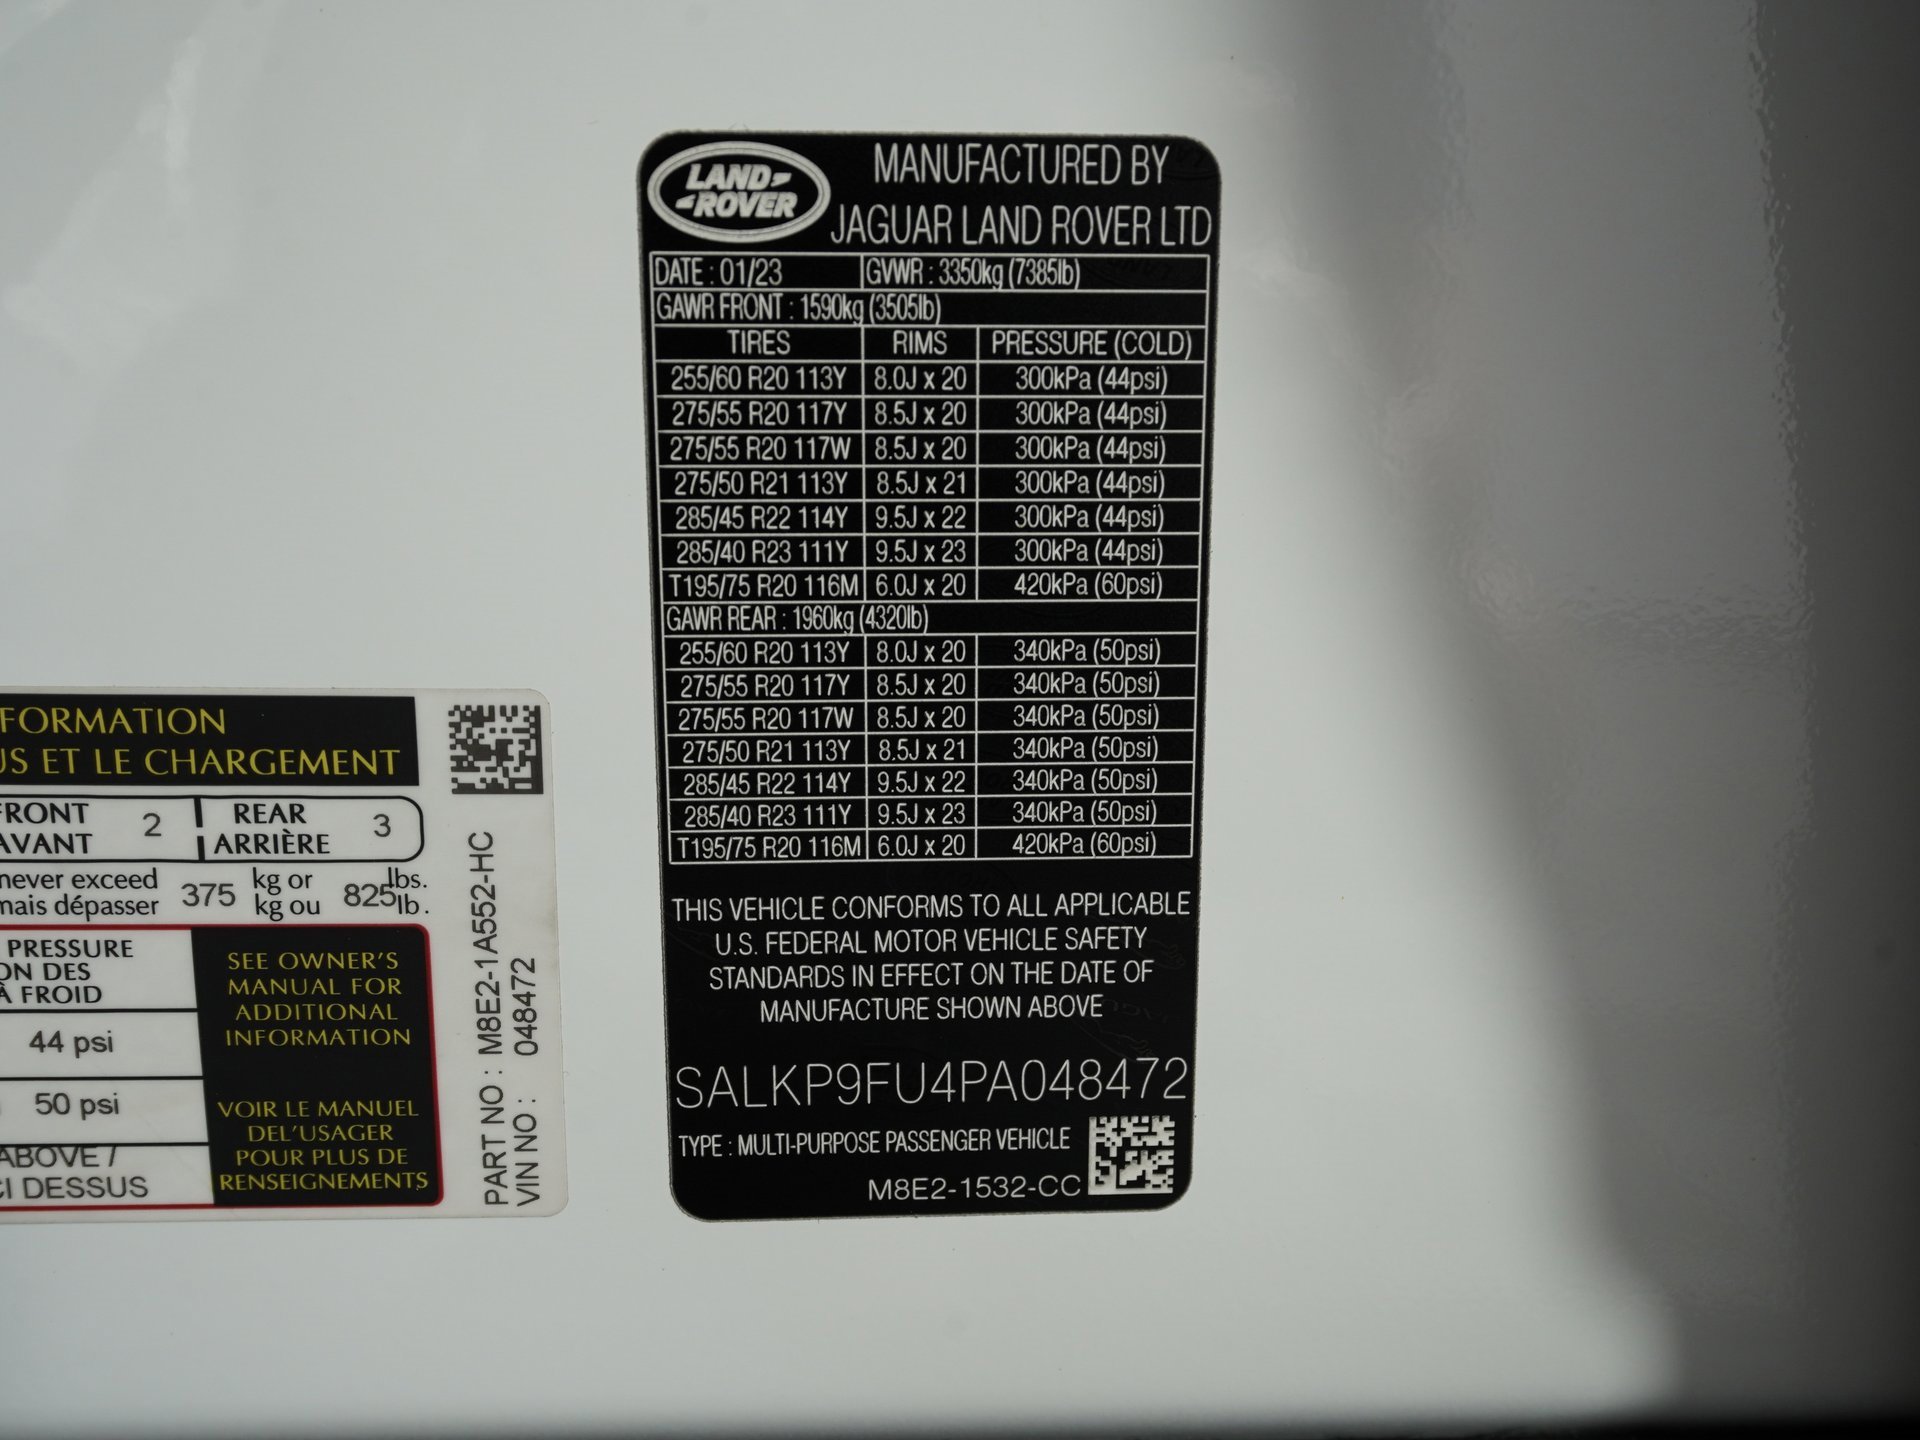 LAND
ROVER
MANUFACTURED BY
JAGUAR LAND ROVER LTD
DATE : 01/23 GVWR : 3350kg (7385lb)
GAWR FRONT : 1590kg (3505lb)
TIRES RIMS PRESSURE (COLD)
255/60 R20 113Y 8.0J x 20 300kPa (44psi)
275/55 R20 117Y 8.5J x 20 300kPa (44psi)
275/55 R20 117W 8.5J x 20 300kPa (44psi)
275/50 R21 113Y 8.5J x 21 300kPa (44psi)
285/45 R22 114Y 9.5J x 22 300kPa (44psi)
285/40 R23 111Y 9.5J x 23 300kPa (44psi)
T195/75 R20 116M 6.0J x 20 420kPa (60psi)
GAWR REAR : 1960kg (4320lb)
255/60 R20 113Y 8.0J x 20 340kPa (50psi)
275/55 R20 117Y 8.5J x 20 340kPa (50psi)
275/55 R20 117W 8.5J x 20 340kPa (50psi)
275/50 R21 113Y 8.5J x 21 340kPa (50psi)
285/45 R22 114Y 9.5J x 22 340kPa (50psi)
285/40 R23 111Y 9.5J x 23 340kPa (50psi)
T195/75 R20 116M 6.0J x 20 420kPa (60psi)
THIS VEHICLE CONFORMS TO ALL APPLICABLE
U.S. FEDERAL MOTOR VEHICLE SAFETY
STANDARDS IN EFFECT ON THE DATE OF
MANUFACTURE SHOWN ABOVE
SALKP9FU4PA048472
TYPE : MULTI-PURPOSE PASSENGER VEHICLE
M8E2-1532-CC
FORMATION
US ET LE CHARGEMENT
FRONT 2 REAR 3
AVANT ARRIÈRE
never exceed 375 kg or 825 lbs.
mais dépasser kg ou lb.
PRESSURE
ON DES
À FROID
44 psi
50 psi
ABOVE /
CI DESSUS
SEE OWNER'S
MANUAL FOR
ADDITIONAL
INFORMATION
VOIR LE MANUEL
DEL'USAGER
POUR PLUS DE
RENSEIGNEMENTS
PART NO : M8E2-1A552-HC
VIN NO : 048472